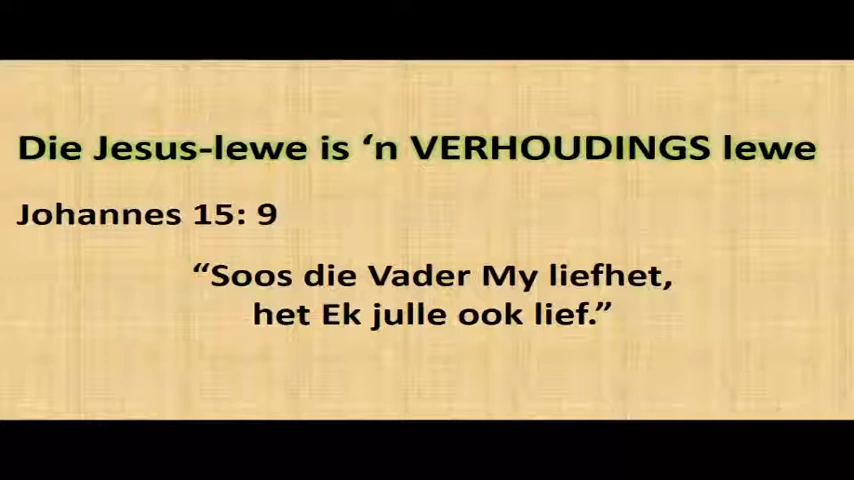 Die Jesus-lewe is ‘n VERHOUDINGS lewe
Johannes 15: 9
“Soos die Vader My liefhet,
het Ek julle ook lief.”